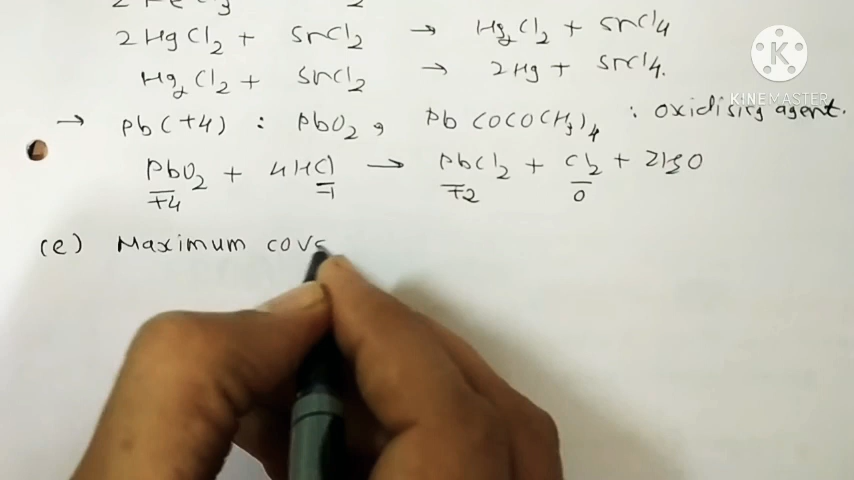 2HgCl2 + SnCl2 → Hg2Cl2 + SnCl4
Hg2Cl2 + SnCl2 → 2Hg + SnCl4.
→ Pb(+4) : PbO2, Pb(OCOCH3)4 : oxidising agent.
PbO2 + 4HCl → PbCl2 + Cl2 + 2H2O
+4 -1 +2 0
(e) Maximum cov
KINEMASTER